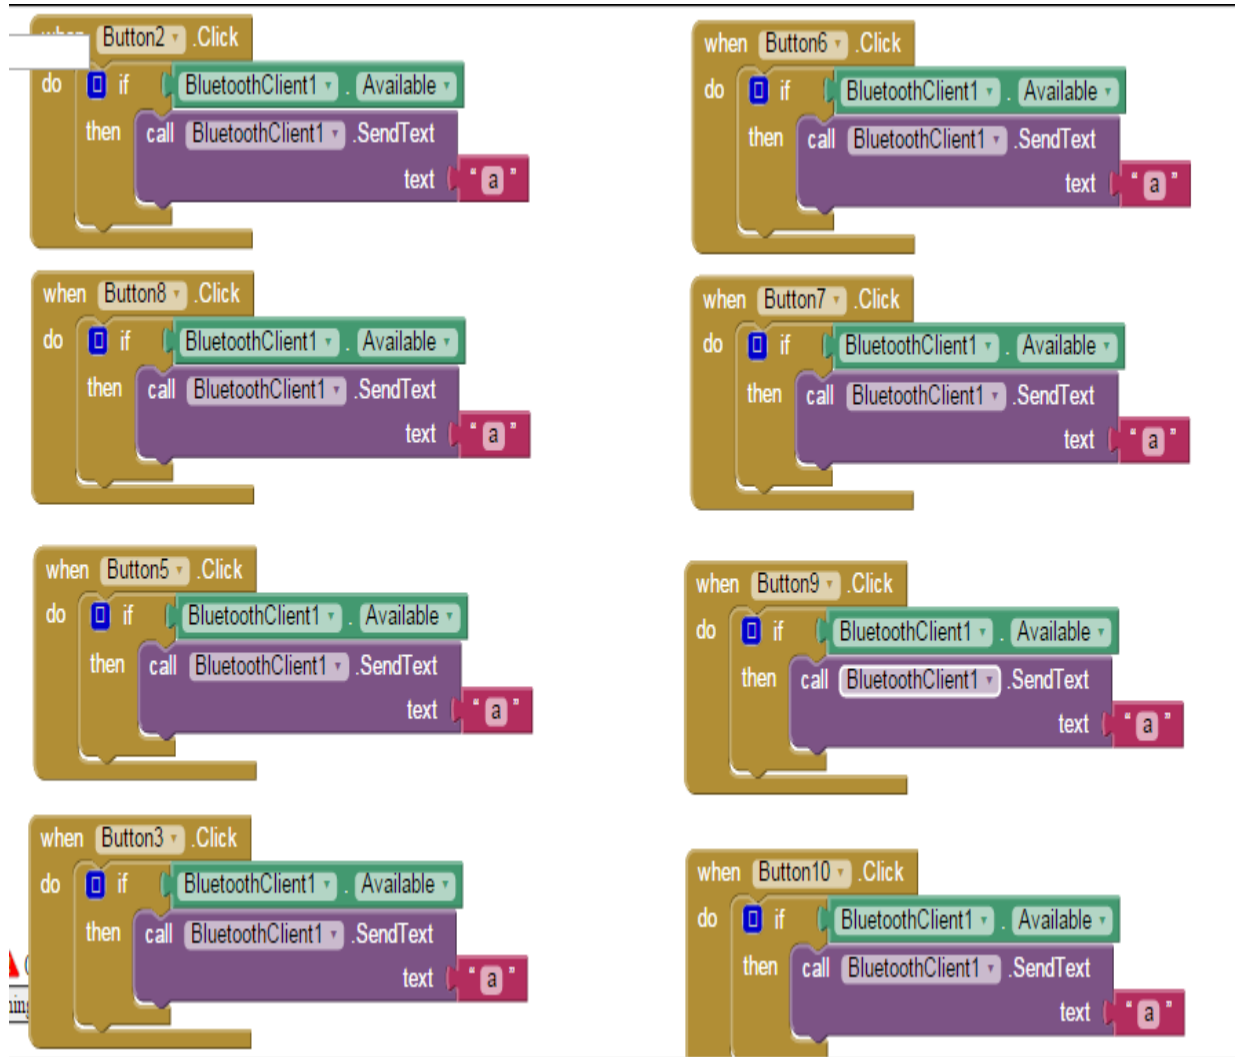 when Button2 .Click
do if BluetoothClient1 . Available
then call BluetoothClient1 .SendText
text " a "
when Button8 .Click
do if BluetoothClient1 . Available
then call BluetoothClient1 .SendText
text " a "
when Button5 .Click
do if BluetoothClient1 . Available
then call BluetoothClient1 .SendText
text " a "
when Button3 .Click
do if BluetoothClient1 . Available
then call BluetoothClient1 .SendText
text " a "
when Button6 .Click
do if BluetoothClient1 . Available
then call BluetoothClient1 .SendText
text " a "
when Button7 .Click
do if BluetoothClient1 . Available
then call BluetoothClient1 .SendText
text " a "
when Button9 .Click
do if BluetoothClient1 . Available
then call BluetoothClient1 .SendText
text " a "
when Button10 .Click
do if BluetoothClient1 . Available
then call BluetoothClient1 .SendText
text " a "